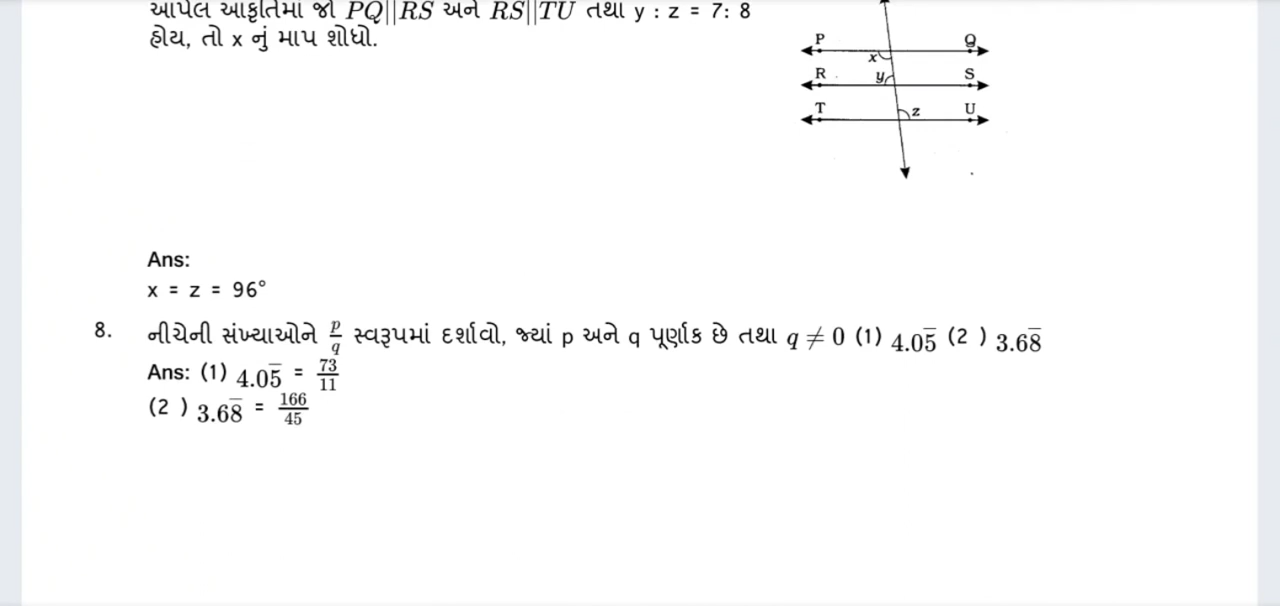 આપેલ આકૃતિમાં જો PQ||RS અને RS||TU તથા y : z = 7: 8
હોય, તો x નું માપ શોધો.
P Q
x
R S
y
T U
z
Ans:
x = z = 96°
8. નીચેની સંખ્યાઓને p/q સ્વરૂપમાં દર્શાવો, જ્યાં p અને q પૂર્ણાંક છે તથા q ≠ 0 (1) 4.05̅ (2 ) 3.68̅
Ans: (1) 4.05̅ = 73/11
(2 ) 3.68̅ = 166/45